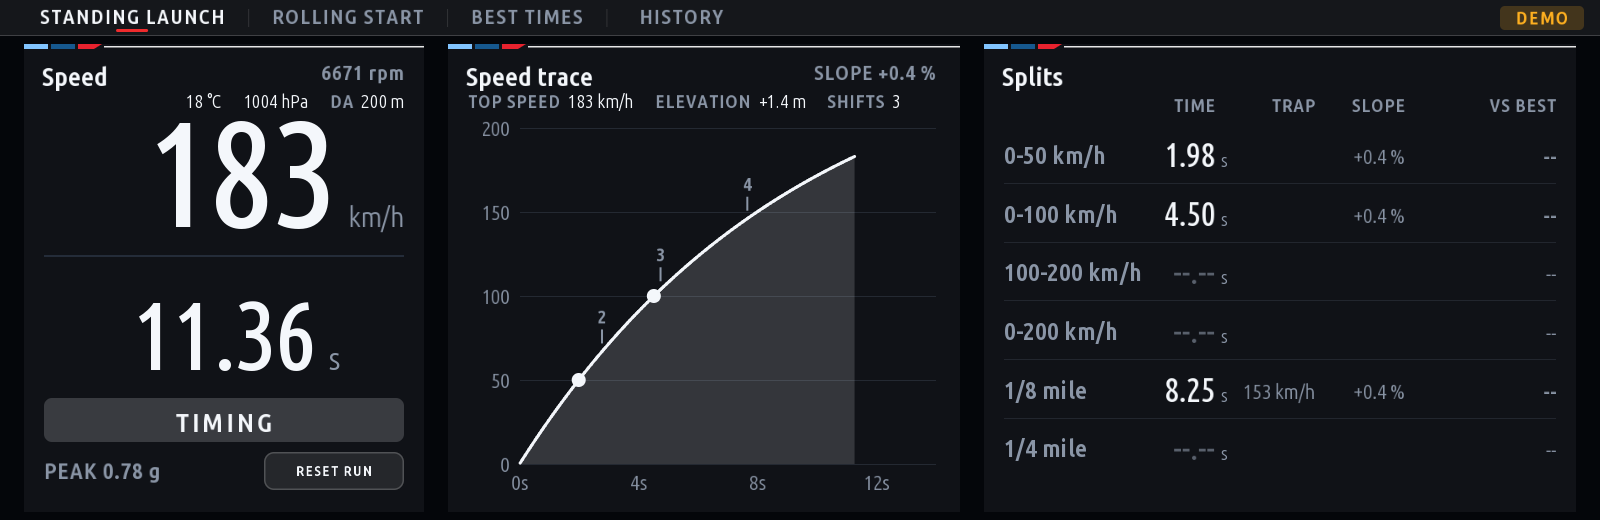 STANDING LAUNCH
ROLLING START
BEST TIMES
HISTORY
DEMO
Speed
6671 rpm
18 °C 1004 hPa DA 200 m
183 km/h
11.36 s
TIMING
PEAK 0.78 g
RESET RUN
Speed trace
SLOPE +0.4 %
TOP SPEED 183 km/h ELEVATION +1.4 m SHIFTS 3
200
150
100
50
0
2
3
4
0s 4s 8s 12s
Splits
TIME TRAP SLOPE VS BEST
0-50 km/h 1.98 s +0.4 % --
0-100 km/h 4.50 s +0.4 % --
100-200 km/h --.-- s --
0-200 km/h --.-- s --
1/8 mile 8.25 s 153 km/h +0.4 % --
1/4 mile --.-- s --